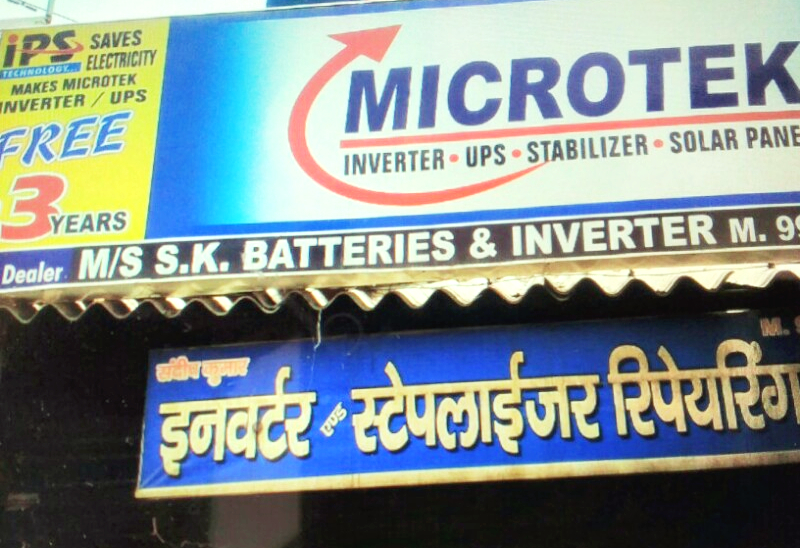 iPS
TECHNOLOGY...
SAVES
ELECTRICITY
MAKES MICROTEK
INVERTER / UPS
FREE
3 YEARS
MICROTEK
INVERTER • UPS • STABILIZER • SOLAR PANE
Dealer. M/S S.K. BATTERIES & INVERTER M. 99
M.
संदीप कुमार
इनवर्टर एण्ड स्टेपलाईजर रिपेयरिंग